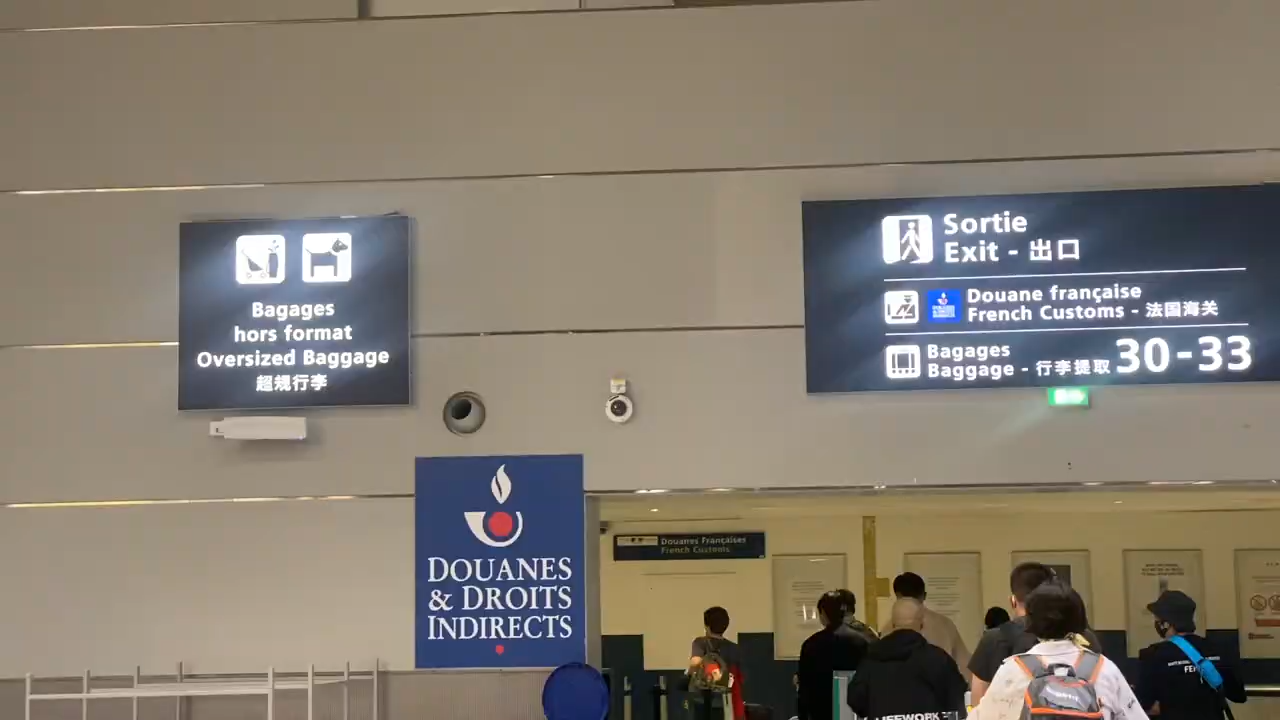 Bagages
hors format
Oversized Baggage
超规行李
Sortie
Exit - 出口
Douane française
French Customs - 法国海关
Bagages
Baggage - 行李提取 30-33
DOUANES
& DROITS
INDIRECTS
Douanes Françaises
French Customs
LIFEWORK